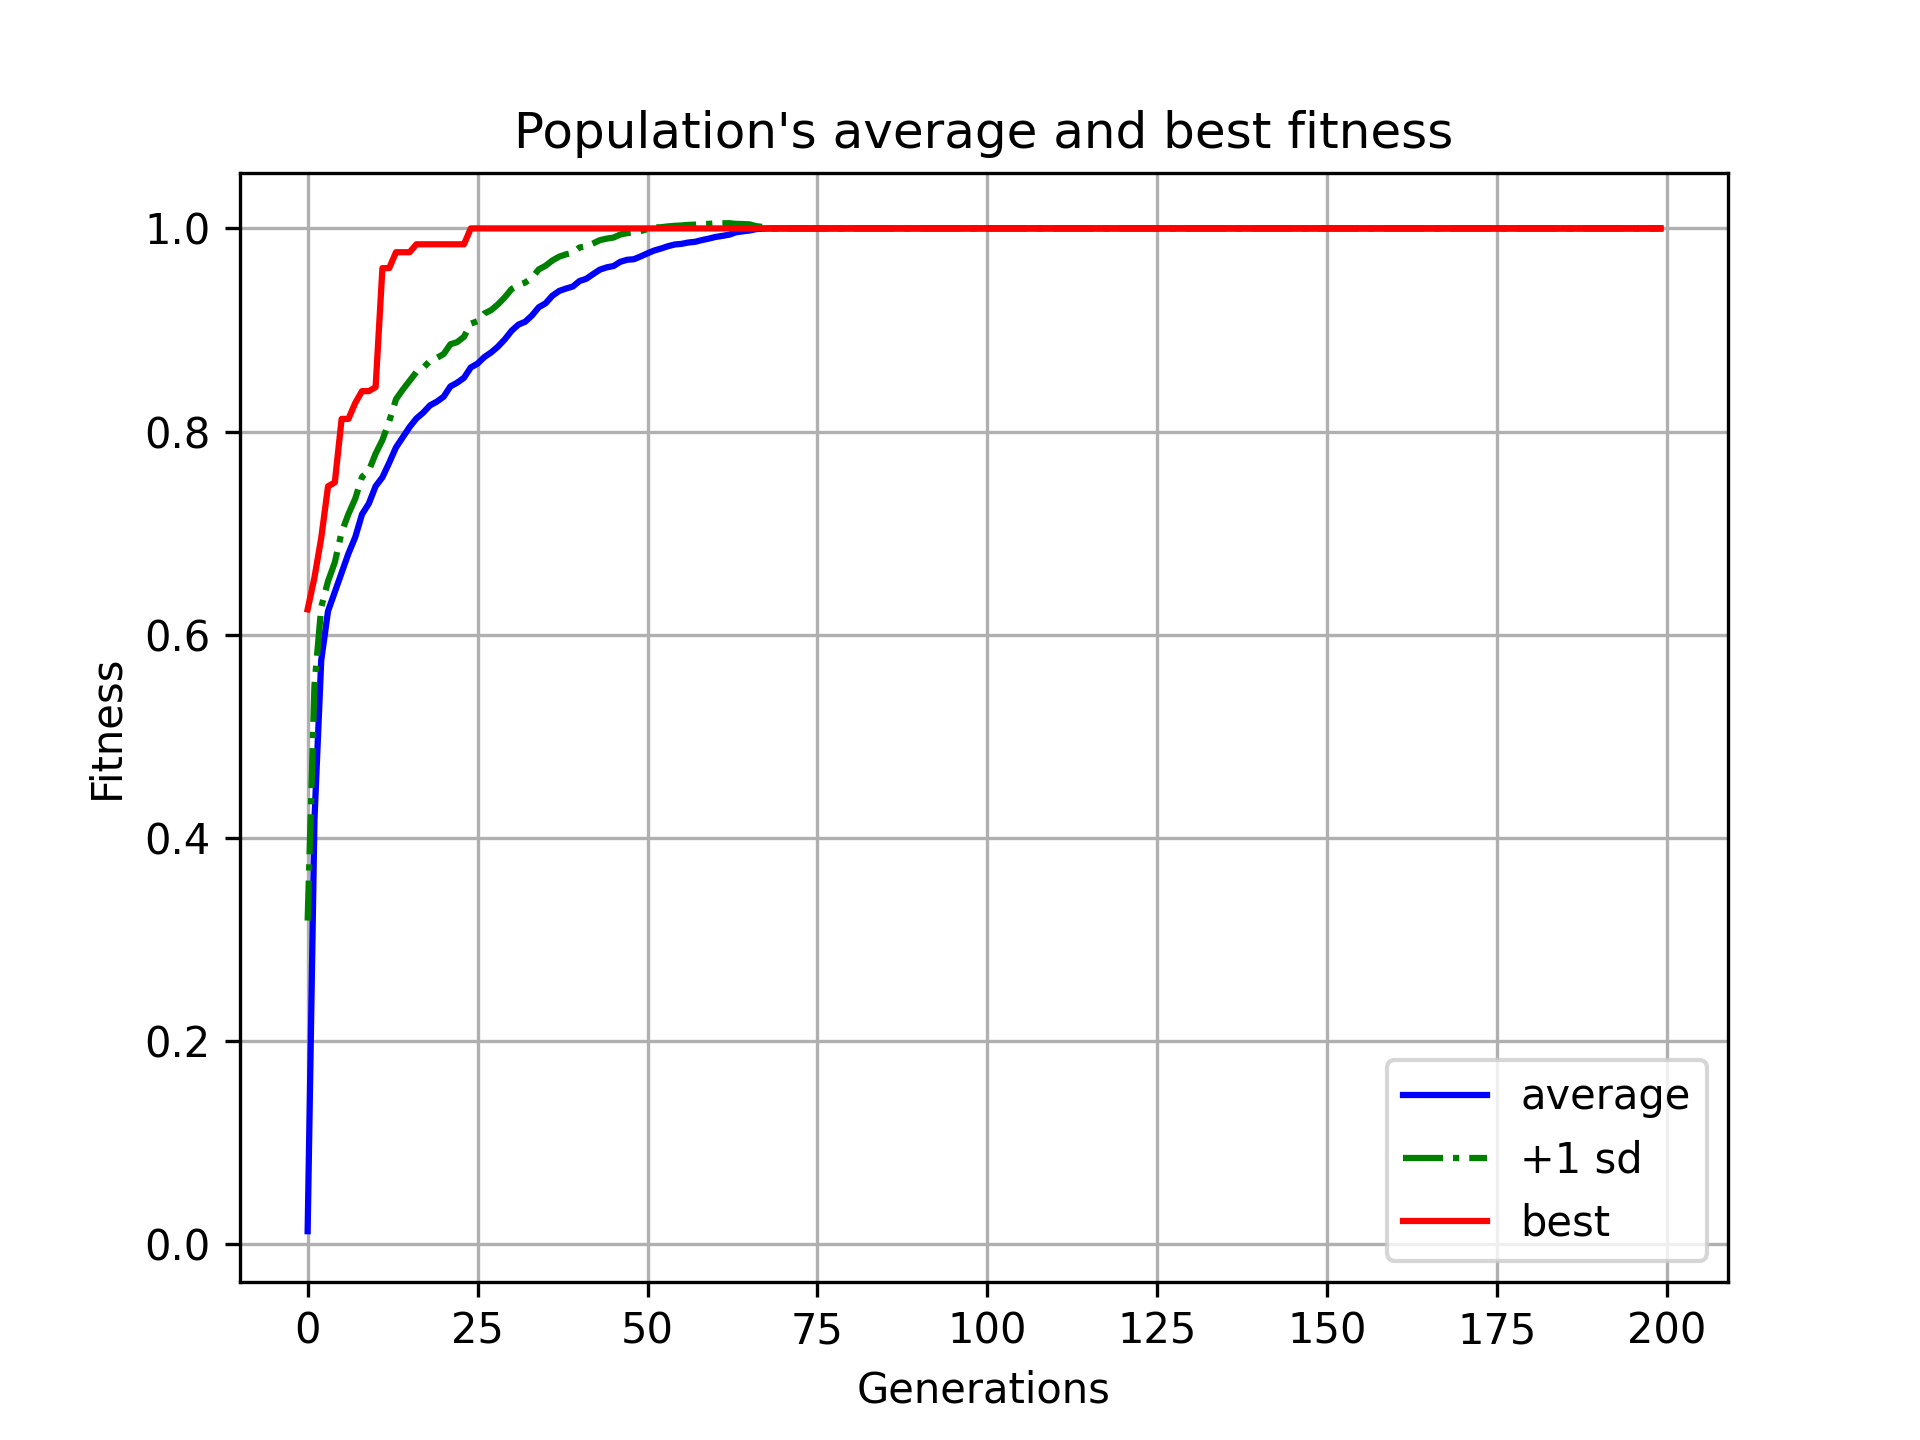 Population's average and best fitness
1.0
0.8
0.6
0.4
0.2
0.0
Fitness
0 25 50 75 100 125 150 175 200
Generations
average
+1 sd
best